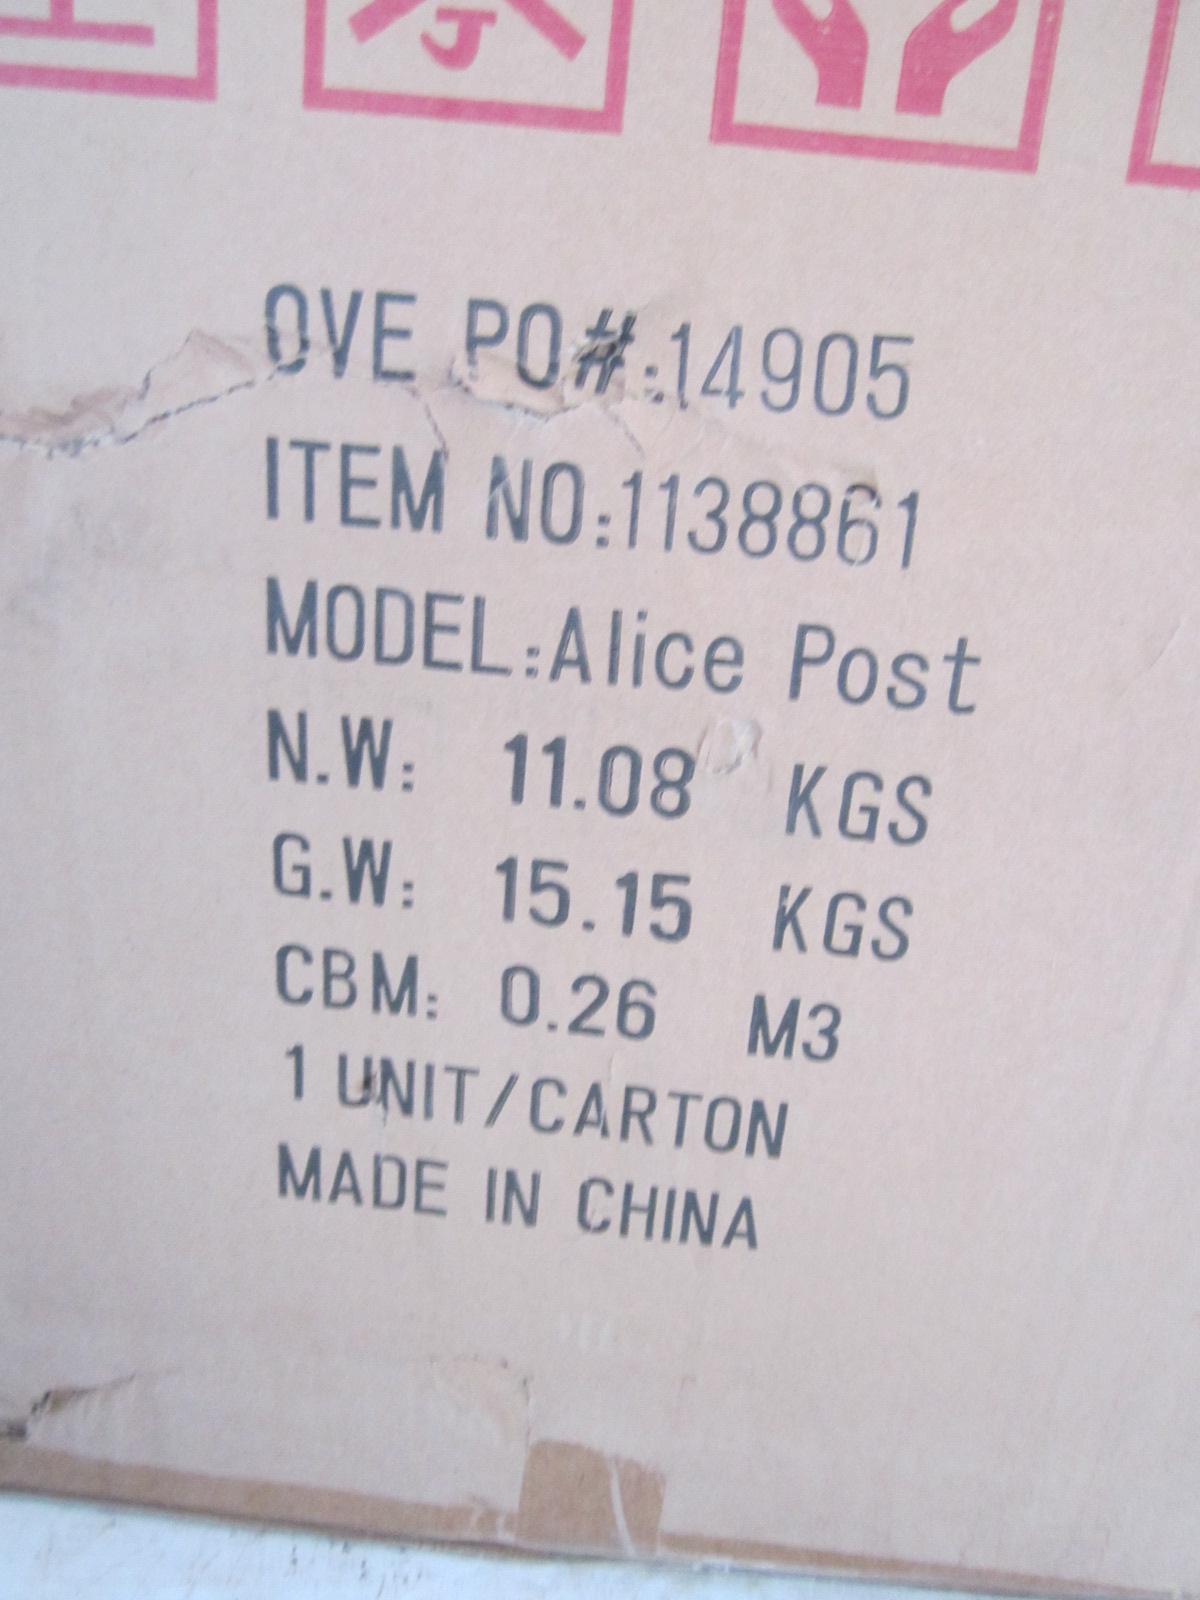 OVE PO#:14905
ITEM NO:1138861
MODEL:Alice Post
N.W: 11.08 KGS
G.W: 15.15 KGS
CBM: 0.26 M3
1 UNIT/CARTON
MADE IN CHINA